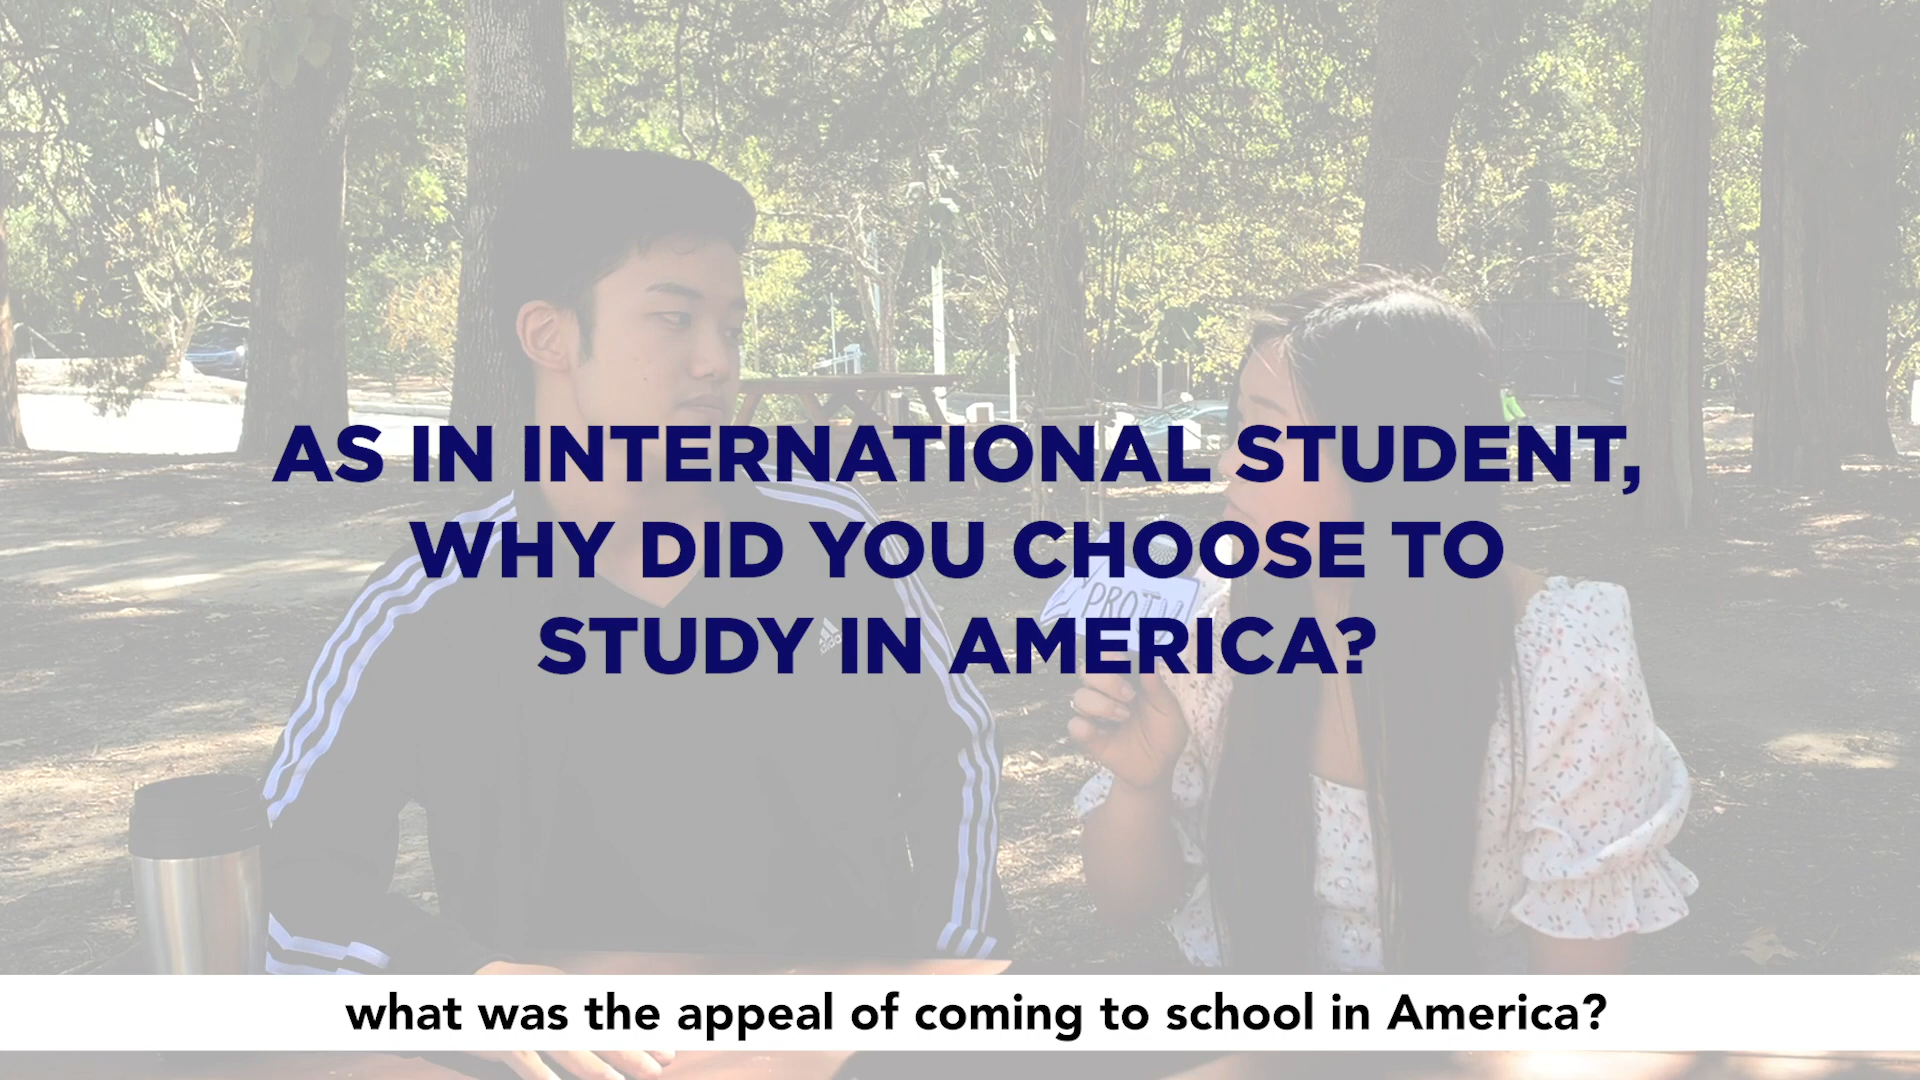 AS IN INTERNATIONAL STUDENT,
WHY DID YOU CHOOSE TO
PROTV
STUDY IN AMERICA?
what was the appeal of coming to school in America?